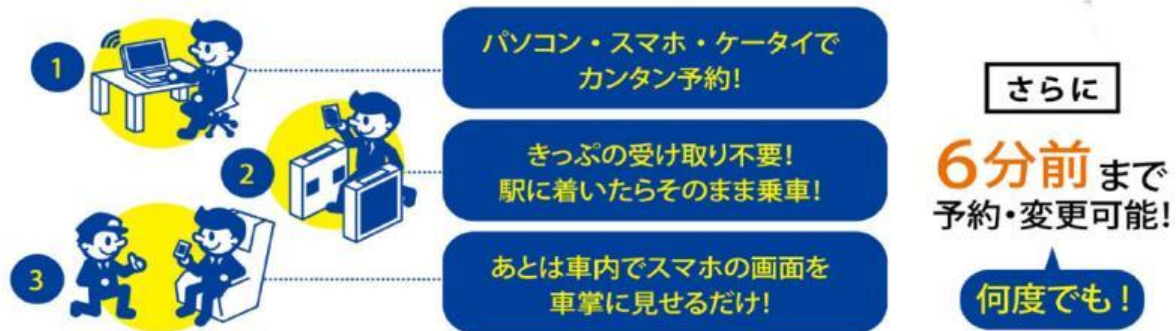 1
パソコン・スマホ・ケータイで
カンタン予約!
2
きっぷの受け取り不要!
駅に着いたらそのまま乗車!
3
あとは車内でスマホの画面を
車掌に見せるだけ!
さらに
6分前まで
予約・変更可能!
何度でも!